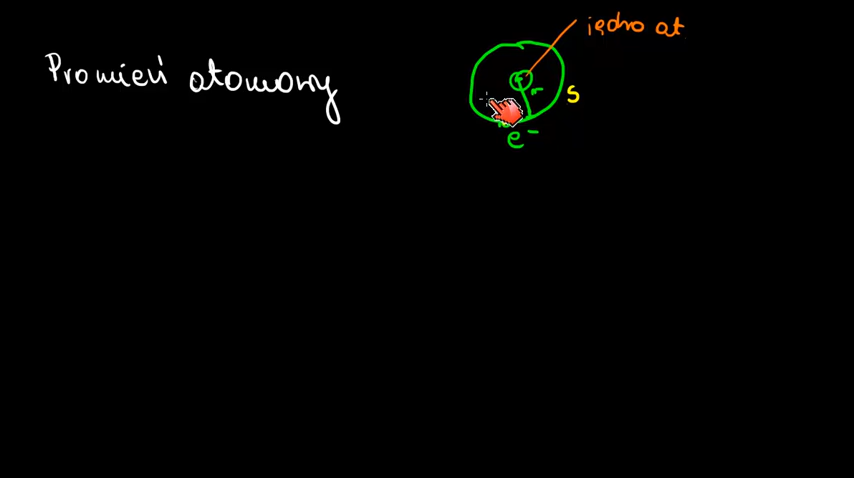 Promień atomowy
jądro at
r
s
e⁻